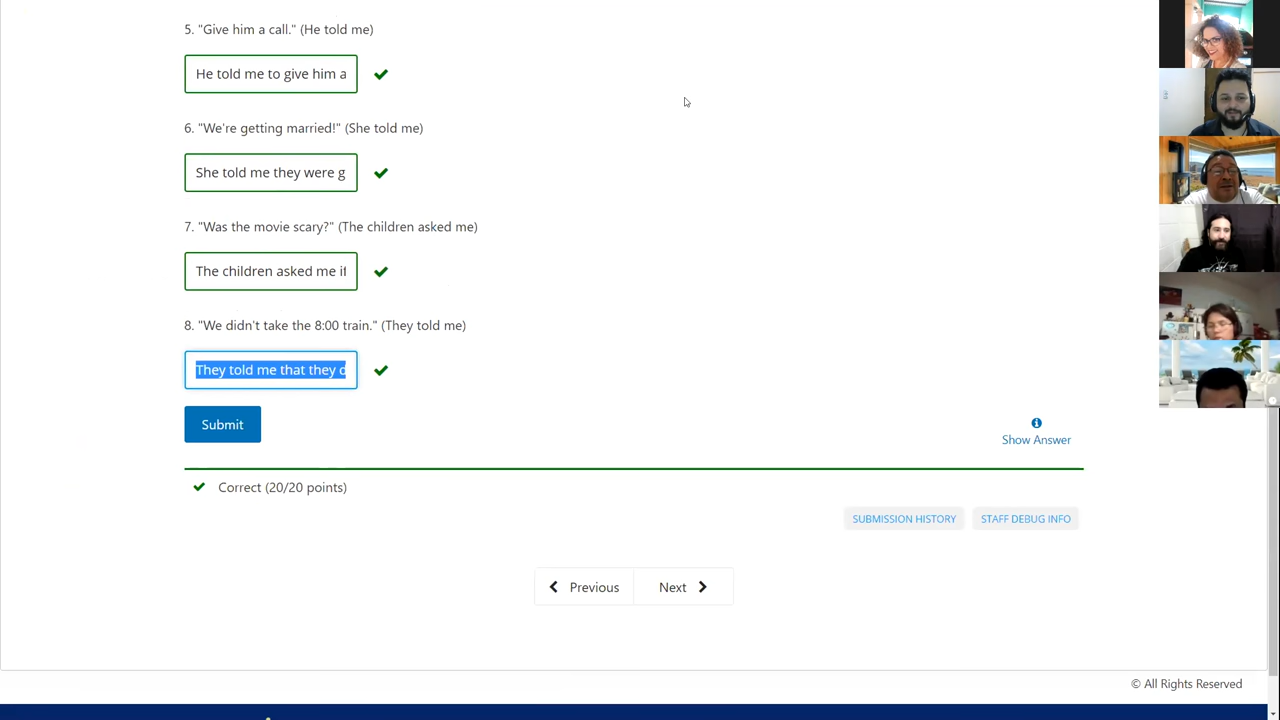 5. "Give him a call." (He told me)
He told me to give him a
6. "We're getting married!" (She told me)
She told me they were g
7. "Was the movie scary?" (The children asked me)
The children asked me if
8. "We didn't take the 8:00 train." (They told me)
They told me that they d
Submit
Show Answer
Correct (20/20 points)
SUBMISSION HISTORY
STAFF DEBUG INFO
Previous
Next
© All Rights Reserved